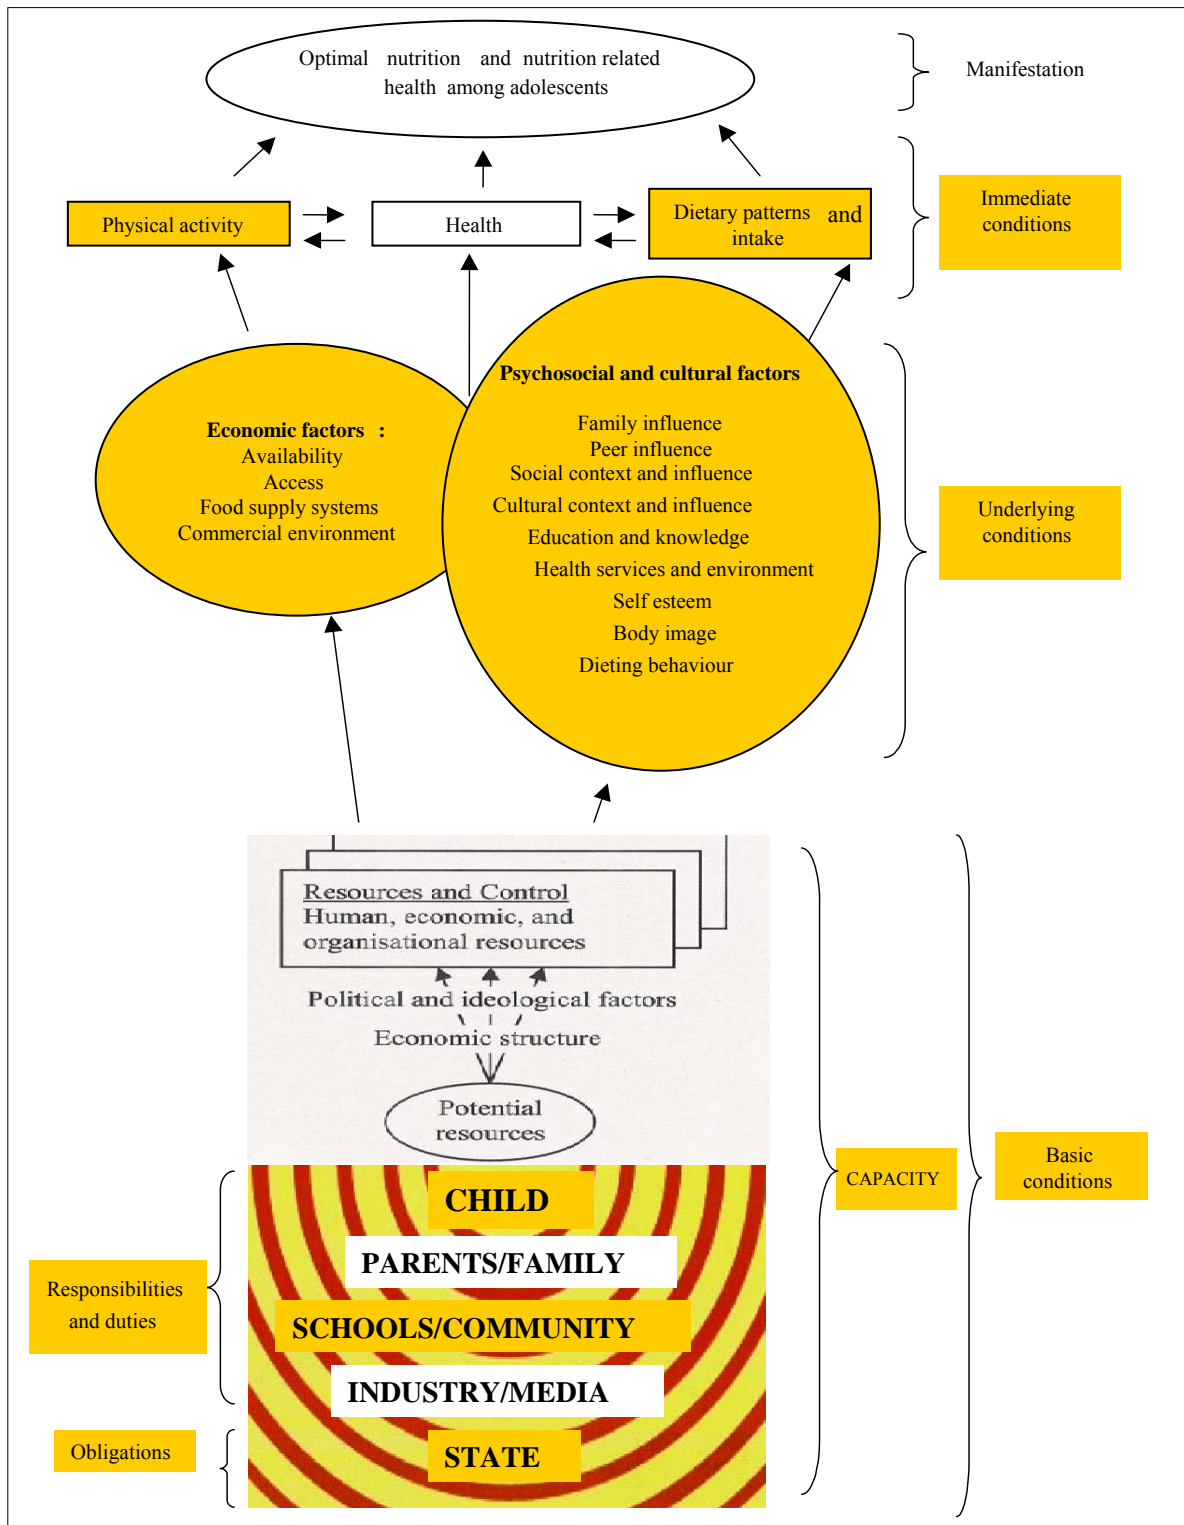 Optimal nutrition and nutrition related
health among adolescents
Manifestation
Physical activity
Health
Dietary patterns and
intake
Immediate
conditions
Economic factors :
Availability
Access
Food supply systems
Commercial environment
Psychosocial and cultural factors
Family influence
Peer influence
Social context and influence
Cultural context and influence
Education and knowledge
Health services and environment
Self esteem
Body image
Dieting behaviour
Underlying
conditions
Resources and Control
Human, economic, and
organisational resources
Political and ideological factors
Economic structure
Potential
resources
CAPACITY
Basic
conditions
CHILD
PARENTS/FAMILY
SCHOOLS/COMMUNITY
INDUSTRY/MEDIA
STATE
Responsibilities
and duties
Obligations